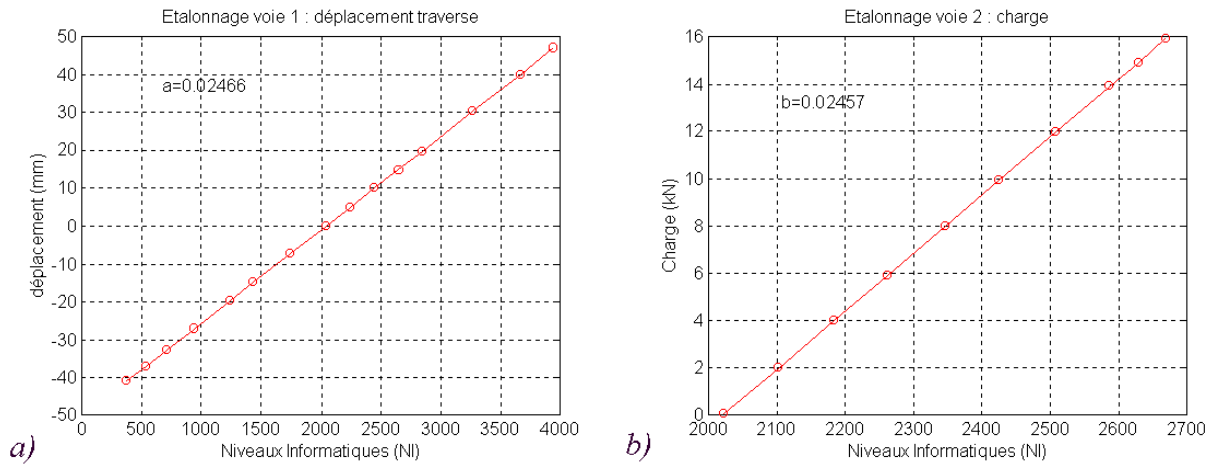 Etalonnage voie 1 : déplacement traverse
50
40
30
20
10
0
-10
-20
-30
-40
-50
déplacement (mm)
a=0.02466
0 500 1000 1500 2000 2500 3000 3500 4000
Niveaux Informatiques (NI)
a)
Etalonnage voie 2 : charge
16
14
12
10
8
6
4
2
0
Charge (kN)
b=0.02457
2000 2100 2200 2300 2400 2500 2600 2700
Niveaux Informatiques (NI)
b)